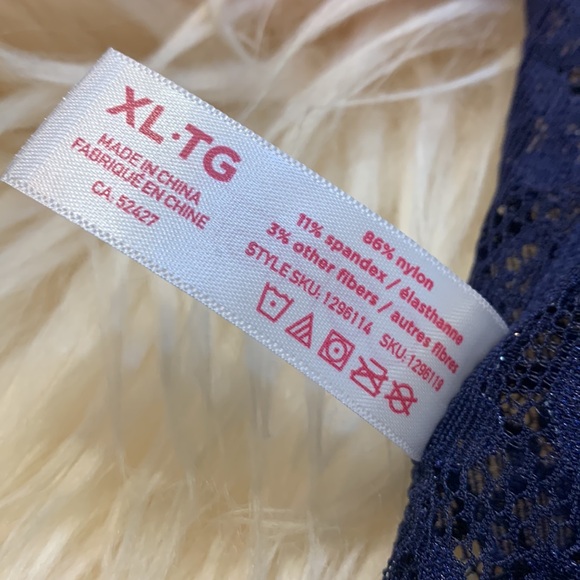 XL·TG
MADE IN CHINA
FABRIQUE EN CHINE
CA: 52427
86% nylon
11% spandex / élasthanne
3% other fibers / autres fibres
STYLE SKU: 1296114 SKU: 1296119